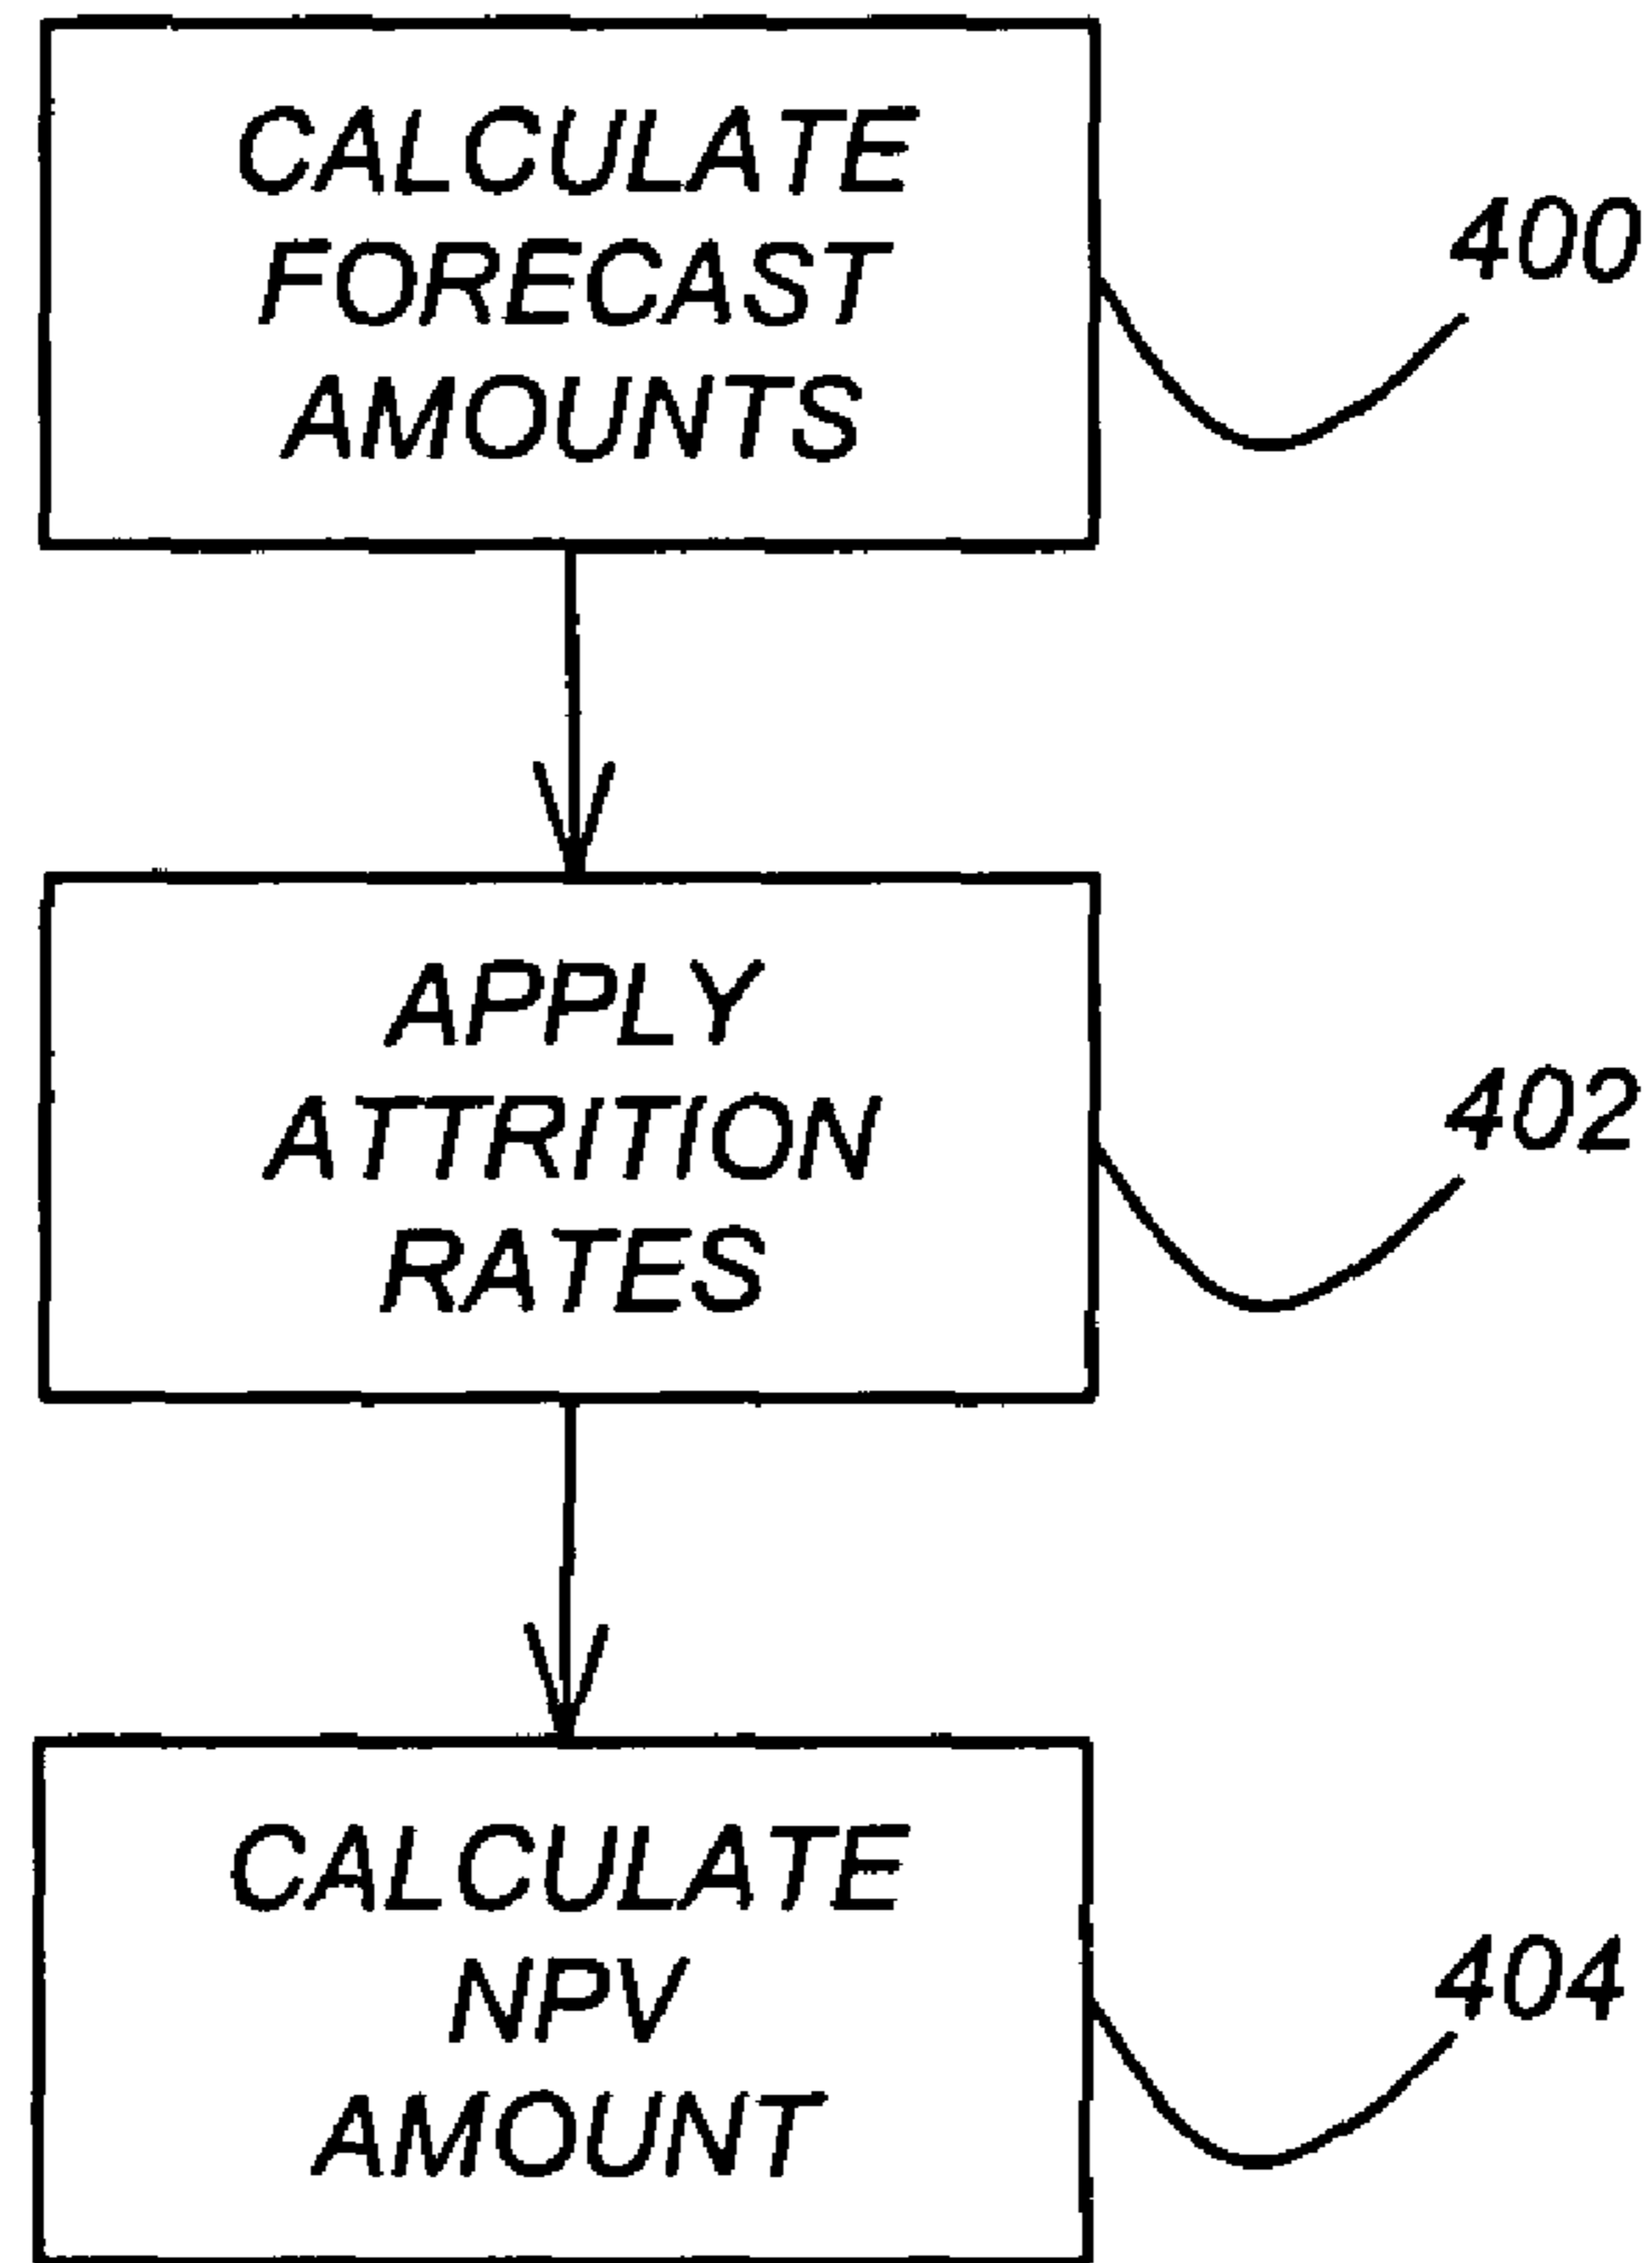 CALCULATE
FORECAST
AMOUNTS
400
APPLY
ATTRITION
RATES
402
CALCULATE
NPV
AMOUNT
404